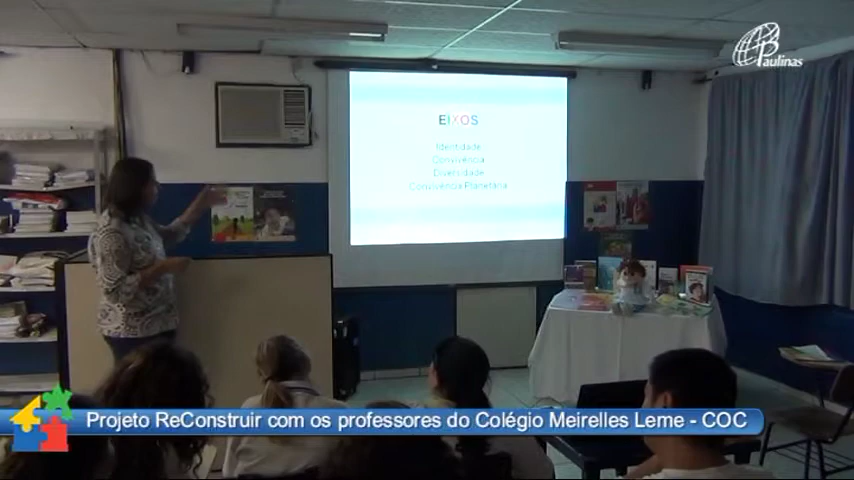 Paulinas
EIXOS
Identidade
Convivência
Diversidade
Convivência Planetária
Projeto ReConstruir com os professores do Colégio Meirelles Leme - COC